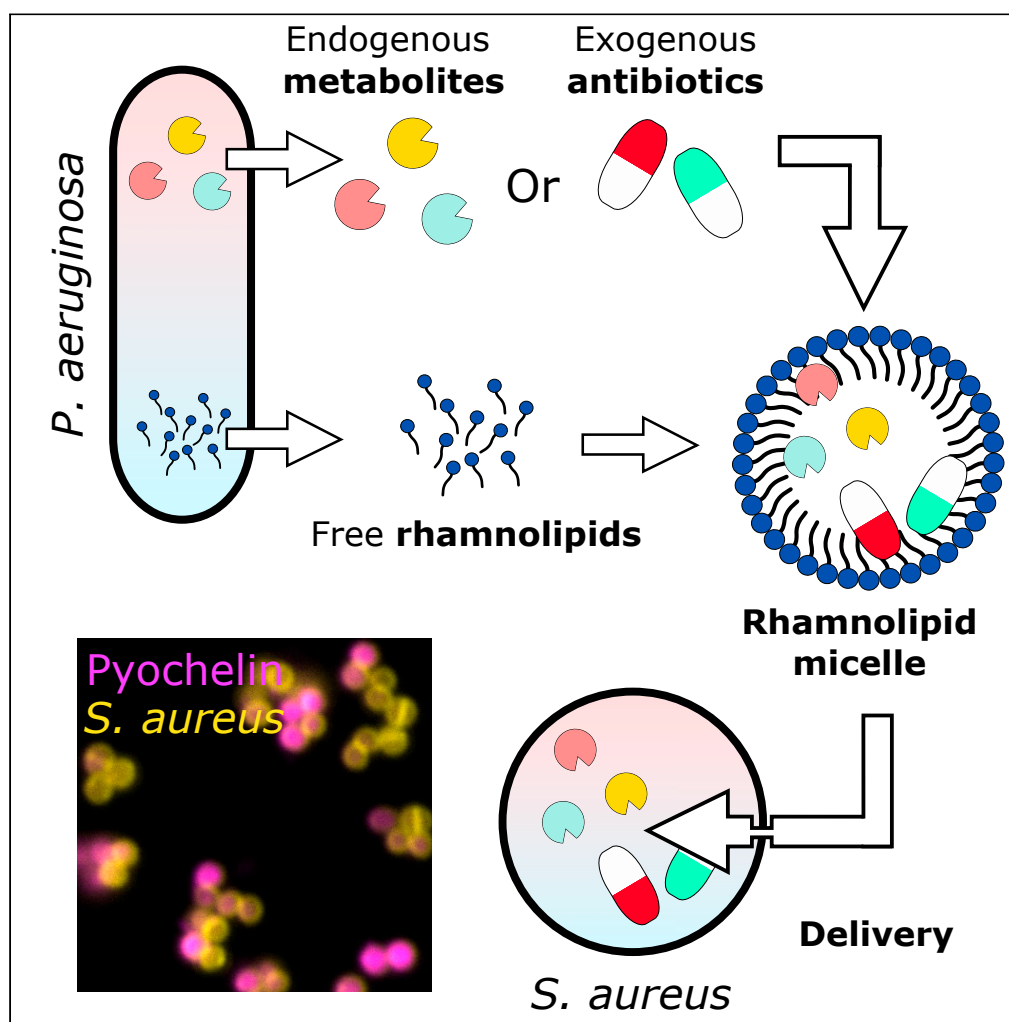 Endogenous
metabolites
Exogenous
antibiotics
P. aeruginosa
Or
Free rhamnolipids
Rhamnolipid
micelle
Pyochelin
S. aureus
Delivery
S. aureus